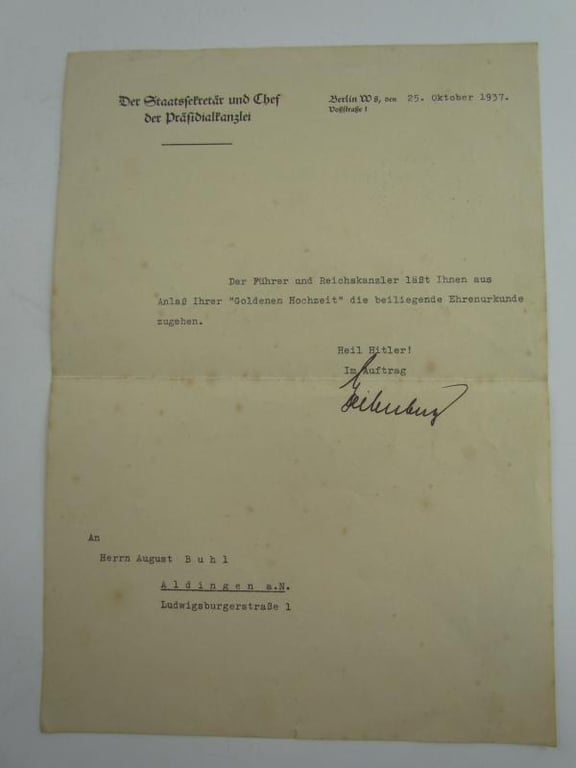 Der Staatssekretär und Chef
der Präsidialkanzlei
Berlin W 8, den 25. Oktober 1937.
Voßstraße 1
Der Führer und Reichskanzler läßt Ihnen aus
Anlaß Ihrer "Goldenen Hochzeit" die beiliegende Ehrenurkunde
zugehen.
Heil Hitler!
Im Auftrag
An
Herrn August B u h l
A l d i n g e n a.N.
Ludwigsburgerstraße 1